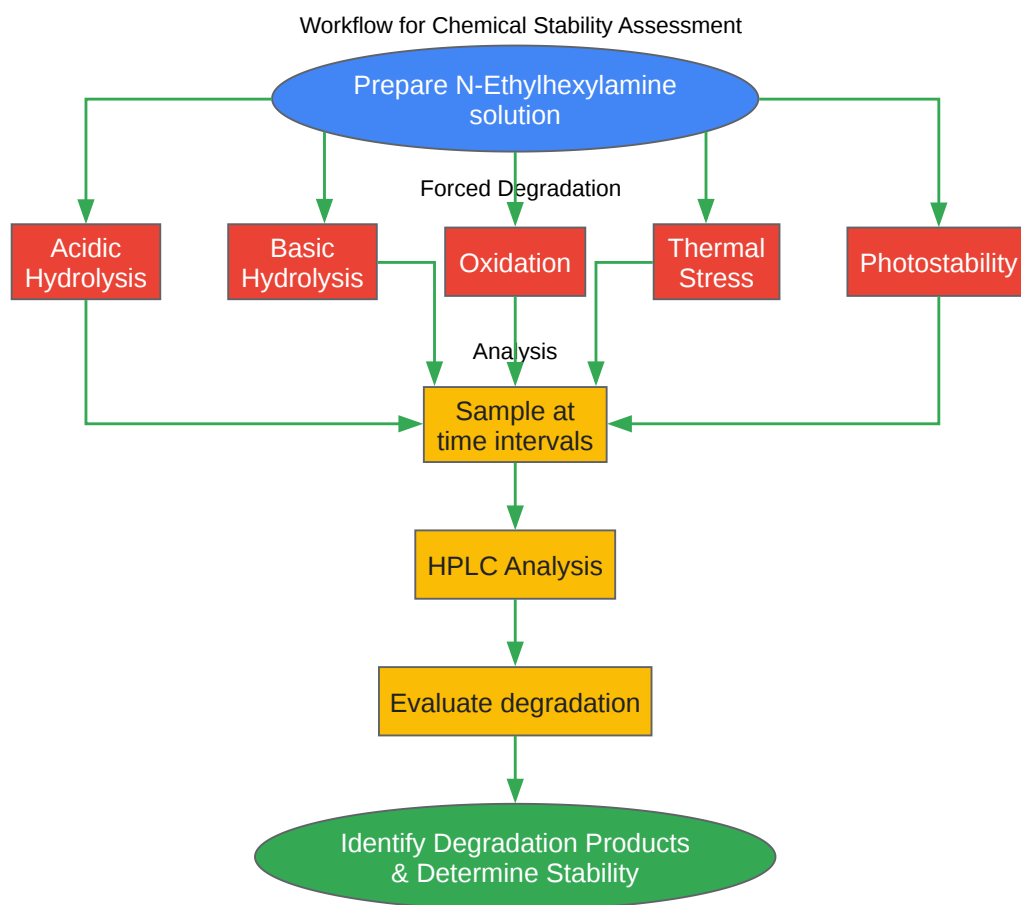 Workflow for Chemical Stability Assessment
Prepare N-Ethylhexylamine
solution
Forced Degradation
Acidic
Hydrolysis
Basic
Hydrolysis
Oxidation
Thermal
Stress
Photostability
Analysis
Sample at
time intervals
HPLC Analysis
Evaluate degradation
Identify Degradation Products
& Determine Stability